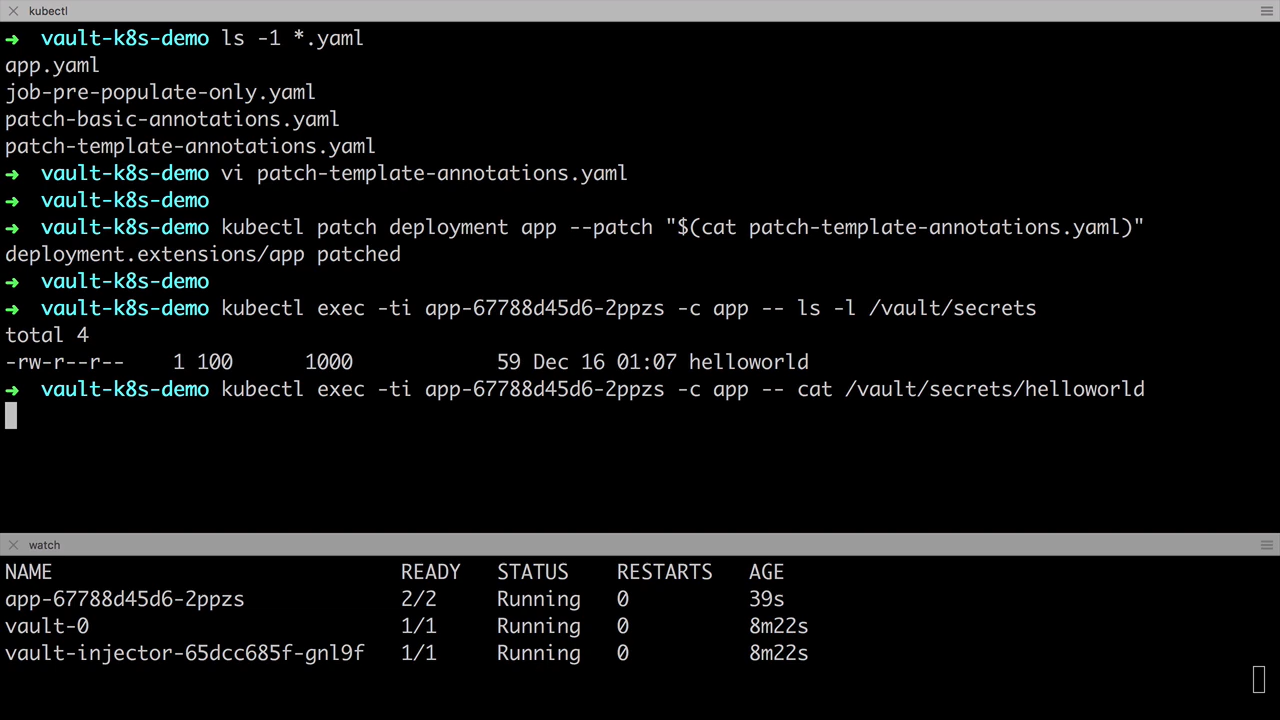 kubectl
➜ vault-k8s-demo ls -1 *.yaml
app.yaml
job-pre-populate-only.yaml
patch-basic-annotations.yaml
patch-template-annotations.yaml
➜ vault-k8s-demo vi patch-template-annotations.yaml
➜ vault-k8s-demo
➜ vault-k8s-demo kubectl patch deployment app --patch "$(cat patch-template-annotations.yaml)"
deployment.extensions/app patched
➜ vault-k8s-demo
➜ vault-k8s-demo kubectl exec -ti app-67788d45d6-2ppzs -c app -- ls -l /vault/secrets
total 4
-rw-r--r-- 1 100 1000 59 Dec 16 01:07 helloworld
➜ vault-k8s-demo kubectl exec -ti app-67788d45d6-2ppzs -c app -- cat /vault/secrets/helloworld
watch
NAME READY STATUS RESTARTS AGE
app-67788d45d6-2ppzs 2/2 Running 0 39s
vault-0 1/1 Running 0 8m22s
vault-injector-65dcc685f-gnl9f 1/1 Running 0 8m22s